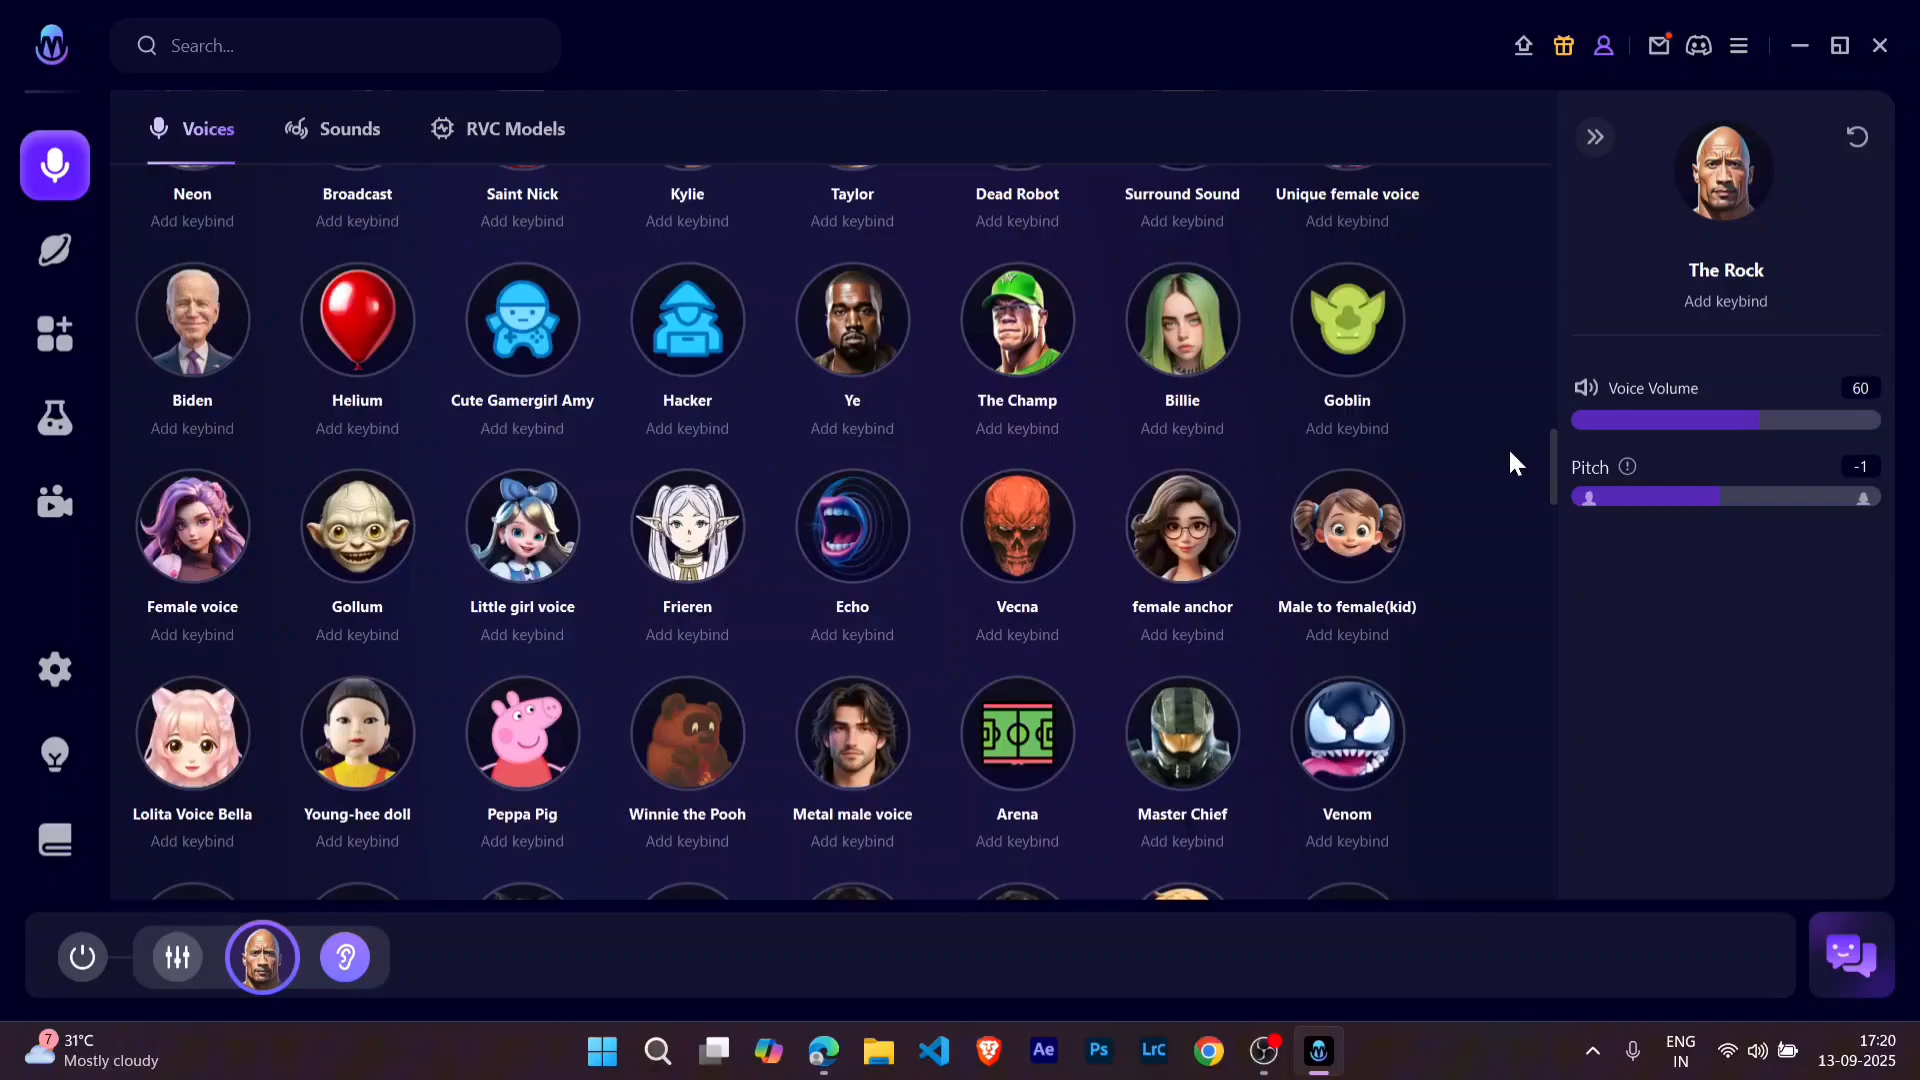 Search...
Voices Sounds RVC Models
Neon Broadcast Saint Nick Kylie Taylor Dead Robot Surround Sound Unique female voice
Add keybind Add keybind Add keybind Add keybind Add keybind Add keybind Add keybind Add keybind
Biden Helium Cute Gamergirl Amy Hacker Ye The Champ Billie Goblin
Add keybind Add keybind Add keybind Add keybind Add keybind Add keybind Add keybind Add keybind
Female voice Gollum Little girl voice Frieren Echo Vecna female anchor Male to female(kid)
Add keybind Add keybind Add keybind Add keybind Add keybind Add keybind Add keybind Add keybind
Lolita Voice Bella Young-hee doll Peppa Pig Winnie the Pooh Metal male voice Arena Master Chief Venom
Add keybind Add keybind Add keybind Add keybind Add keybind Add keybind Add keybind Add keybind
The Rock
Add keybind
Voice Volume 60
Pitch -1
7
31°C
Mostly cloudy
Ae Ps LrC
ENG
IN
17:20
13-09-2025